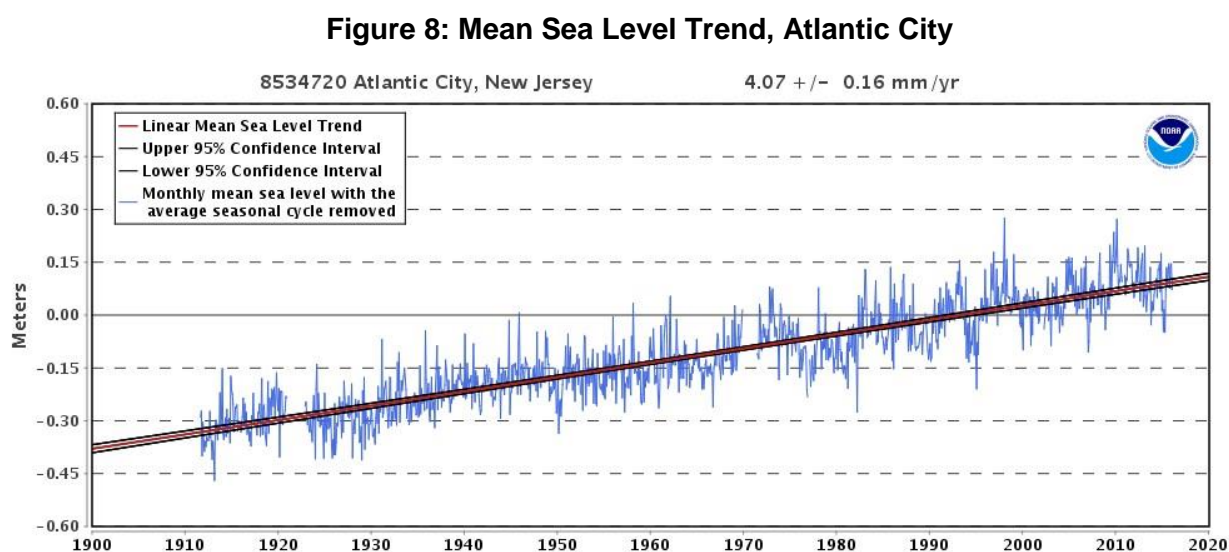 Figure 8: Mean Sea Level Trend, Atlantic City
8534720 Atlantic City, New Jersey 4.07 +/- 0.16 mm/yr
0.60
0.45
0.30
0.15
0.00
-0.15
-0.30
-0.45
-0.60
Meters
Linear Mean Sea Level Trend
Upper 95% Confidence Interval
Lower 95% Confidence Interval
Monthly mean sea level with the
average seasonal cycle removed
NOAA
1900 1910 1920 1930 1940 1950 1960 1970 1980 1990 2000 2010 2020